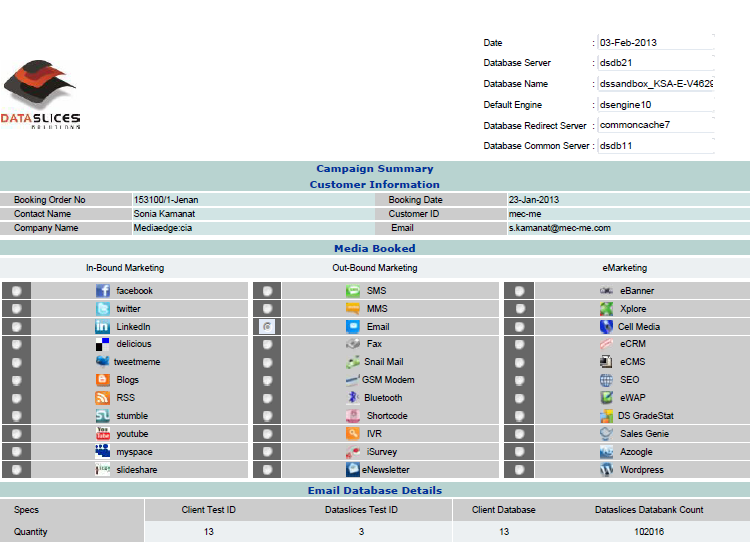 Date : 03-Feb-2013
Database Server : dsdb21
Database Name : dssandbox_KSA-E-V4629
Default Engine : dsengine10
Database Redirect Server : commoncache7
Database Common Server : dsdb11
DATASLICES
SOLUTIONS
Campaign Summary
Customer Information
Booking Order No 153100/1-Jenan Booking Date 23-Jan-2013
Contact Name Sonia Kamanat Customer ID mec-me
Company Name Mediaedge:cia Email s.kamanat@mec-me.com
Media Booked
In-Bound Marketing Out-Bound Marketing eMarketing
facebook SMS eBanner
twitter MMS Xplore
LinkedIn Email Cell Media
delicious Fax eCRM
tweetmeme Snail Mail eCMS
Blogs GSM Modem SEO
RSS Bluetooth eWAP
stumble Shortcode DS GradeStat
youtube IVR Sales Genie
myspace iSurvey Azoogle
slideshare eNewsletter Wordpress
Email Database Details
Specs Client Test ID Dataslices Test ID Client Database Dataslices Databank Count
Quantity 13 3 13 102016